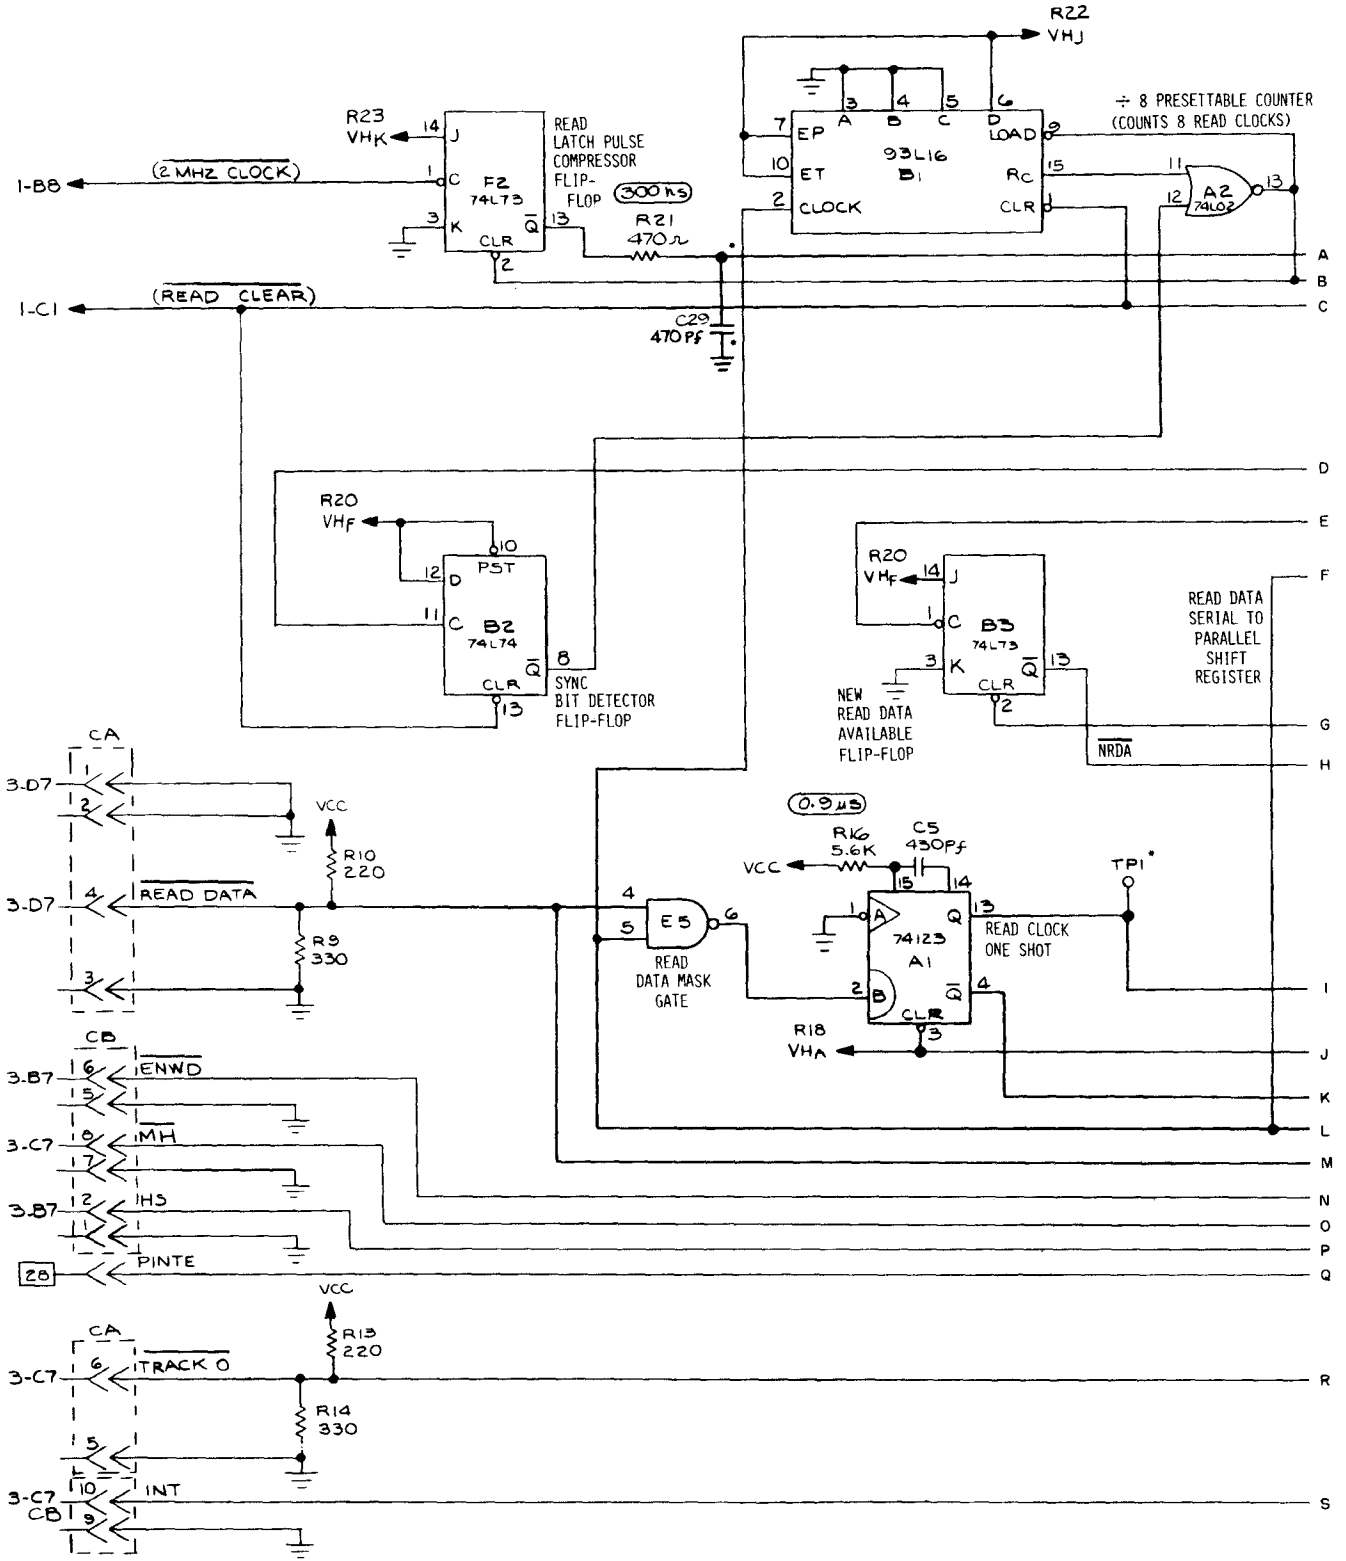 R22
VHJ
3 4 5 6
A B C D
7 EP
LOAD 9
÷ 8 PRESETTABLE COUNTER
(COUNTS 8 READ CLOCKS)
93L16
B1
10 ET
RC 15
11
12
A2
74L02
13
2 CLOCK
CLR 1
R23
VHK
14 J
READ
LATCH PULSE
COMPRESSOR
FLIP-
FLOP
1-B8
(2 MHZ CLOCK)
1 C
F2
74L73
300 ns
R21
470Ω
3 K
Q 13
CLR
2
A
B
1-C1
(READ CLEAR)
C
C29
470 Pf
D
R20
VHF
10
PST
12 D
11 C
B2
74L74
Q 8
CLR
13
SYNC
BIT DETECTOR
FLIP-FLOP
E
R20
VHF
14 J
F
1 C
B3
74L73
3 K
Q 13
CLR
2
READ DATA
SERIAL TO
PARALLEL
SHIFT
REGISTER
NEW
READ DATA
AVAILABLE
FLIP-FLOP
G
NRDA
H
CA
3-D7
1
2
VCC
R10
220
3-D7
4
READ DATA
R9
330
3
4
5
E5
6
READ
DATA MASK
GATE
0.9 μs
R16
5.6K
C5
430Pf
VCC
15 14
1 A
Q 13
74123
A1
READ CLOCK
ONE SHOT
TP1*
2 B
Q 4
CLR
3
I
R18
VHA
J
K
L
M
CB
3-B7
6
ENWD
5
3-C7
8
MH
7
N
3-B7
2
HS
1
O
P
28
PINTE
Q
VCC
R13
220
CA
3-C7
6
TRACK 0
R
R14
330
5
3-C7
10
INT
S
CB
9